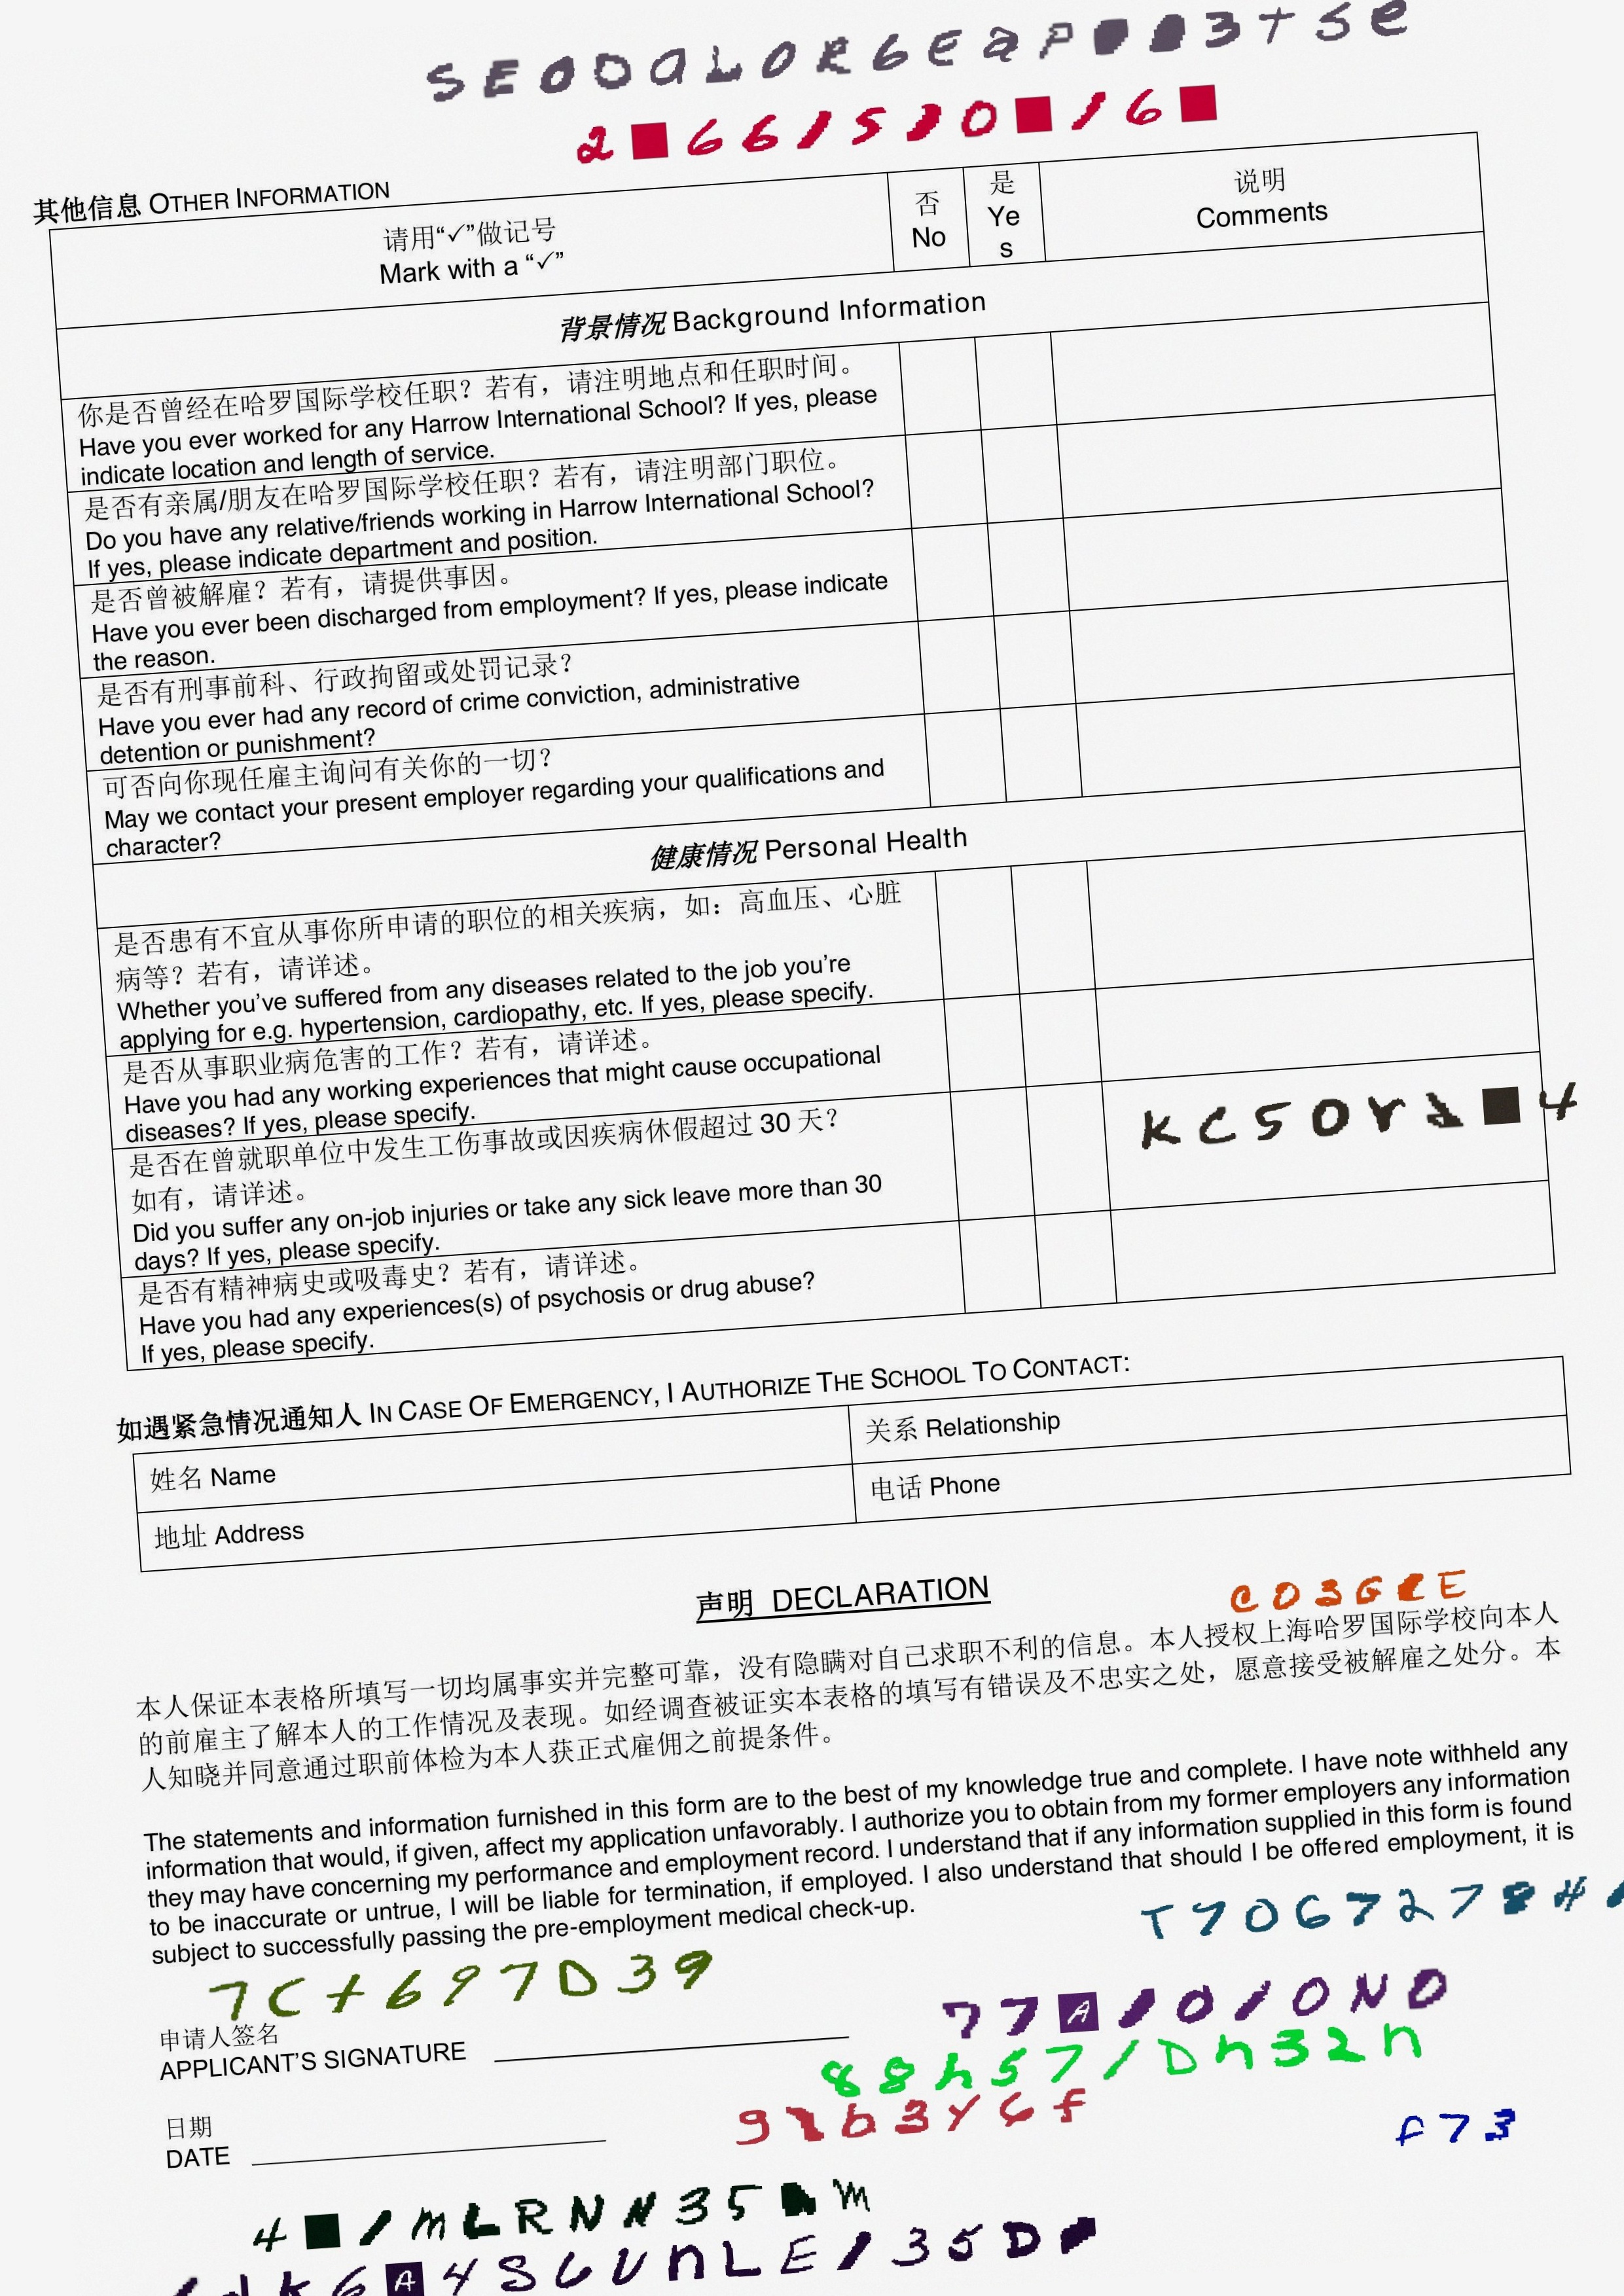 其他信息 OTHER INFORMATION
请用“✓”做记号
Mark with a “✓”
否
No
是
Ye
s
说明
Comments
背景情况 Background Information
你是否曾经在哈罗国际学校任职？若有，请注明地点和任职时间。
Have you ever worked for any Harrow International School? If yes, please
indicate location and length of service.
是否有亲属/朋友在哈罗国际学校任职？若有，请注明部门职位。
Do you have any relative/friends working in Harrow International School?
If yes, please indicate department and position.
是否曾被解雇？若有，请提供事因。
Have you ever been discharged from employment? If yes, please indicate
the reason.
是否有刑事前科、行政拘留或处罚记录？
Have you ever had any record of crime conviction, administrative
detention or punishment?
可否向你现任雇主询问有关你的一切？
May we contact your present employer regarding your qualifications and
character?
健康情况 Personal Health
是否患有不宜从事你所申请的职位的相关疾病，如：高血压、心脏
病等？若有，请详述。
Whether you’ve suffered from any diseases related to the job you’re
applying for e.g. hypertension, cardiopathy, etc. If yes, please specify.
是否从事职业病危害的工作？若有，请详述。
Have you had any working experiences that might cause occupational
diseases? If yes, please specify.
是否在曾就职单位中发生工伤事故或因疾病休假超过 30 天？
如有，请详述。
Did you suffer any on-job injuries or take any sick leave more than 30
days? If yes, please specify.
是否有精神病史或吸毒史？若有，请详述。
Have you had any experiences(s) of psychosis or drug abuse?
If yes, please specify.
如遇紧急情况通知人 IN CASE OF EMERGENCY, I AUTHORIZE THE SCHOOL TO CONTACT:
姓名 Name
关系 Relationship
地址 Address
电话 Phone
声明 DECLARATION
本人保证本表格所填写一切均属事实并完整可靠，没有隐瞒对自己求职不利的信息。本人授权上海哈罗国际学校向本人
的前雇主了解本人的工作情况及表现。如经调查被证实本表格的填写有错误及不忠实之处，愿意接受被解雇之处分。本
人知晓并同意通过职前体检为本人获正式雇佣之前提条件。
The statements and information furnished in this form are to the best of my knowledge true and complete. I have note withheld any
information that would, if given, affect my application unfavorably. I authorize you to obtain from my former employers any information
they may have concerning my performance and employment record. I understand that if any information supplied in this form is found
to be inaccurate or untrue, I will be liable for termination, if employed. I also understand that should I be offered employment, it is
subject to successfully passing the pre-employment medical check-up.
7C+697D39
申请人签名
APPLICANT’S SIGNATURE
88h57/Dh32n
日期
DATE
f73